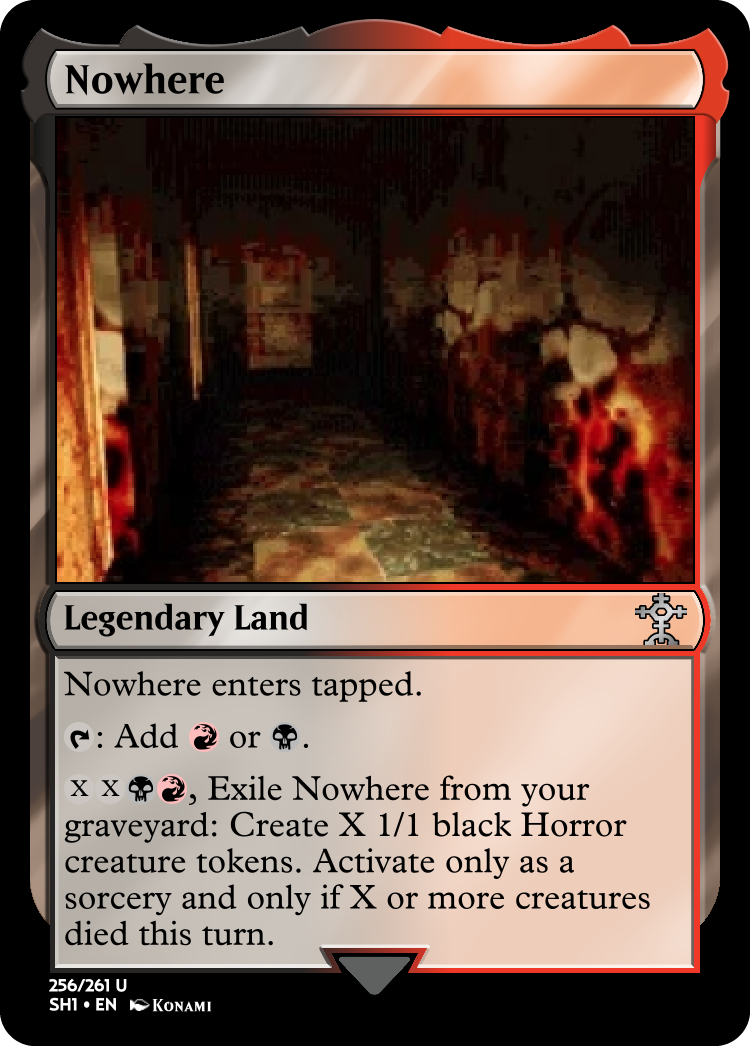 Nowhere
Legendary Land
Nowhere enters tapped.
: Add or .
X X , Exile Nowhere from your
graveyard: Create X 1/1 black Horror
creature tokens. Activate only as a
sorcery and only if X or more creatures
died this turn.
256/261 U
SH1 • EN KONAMI